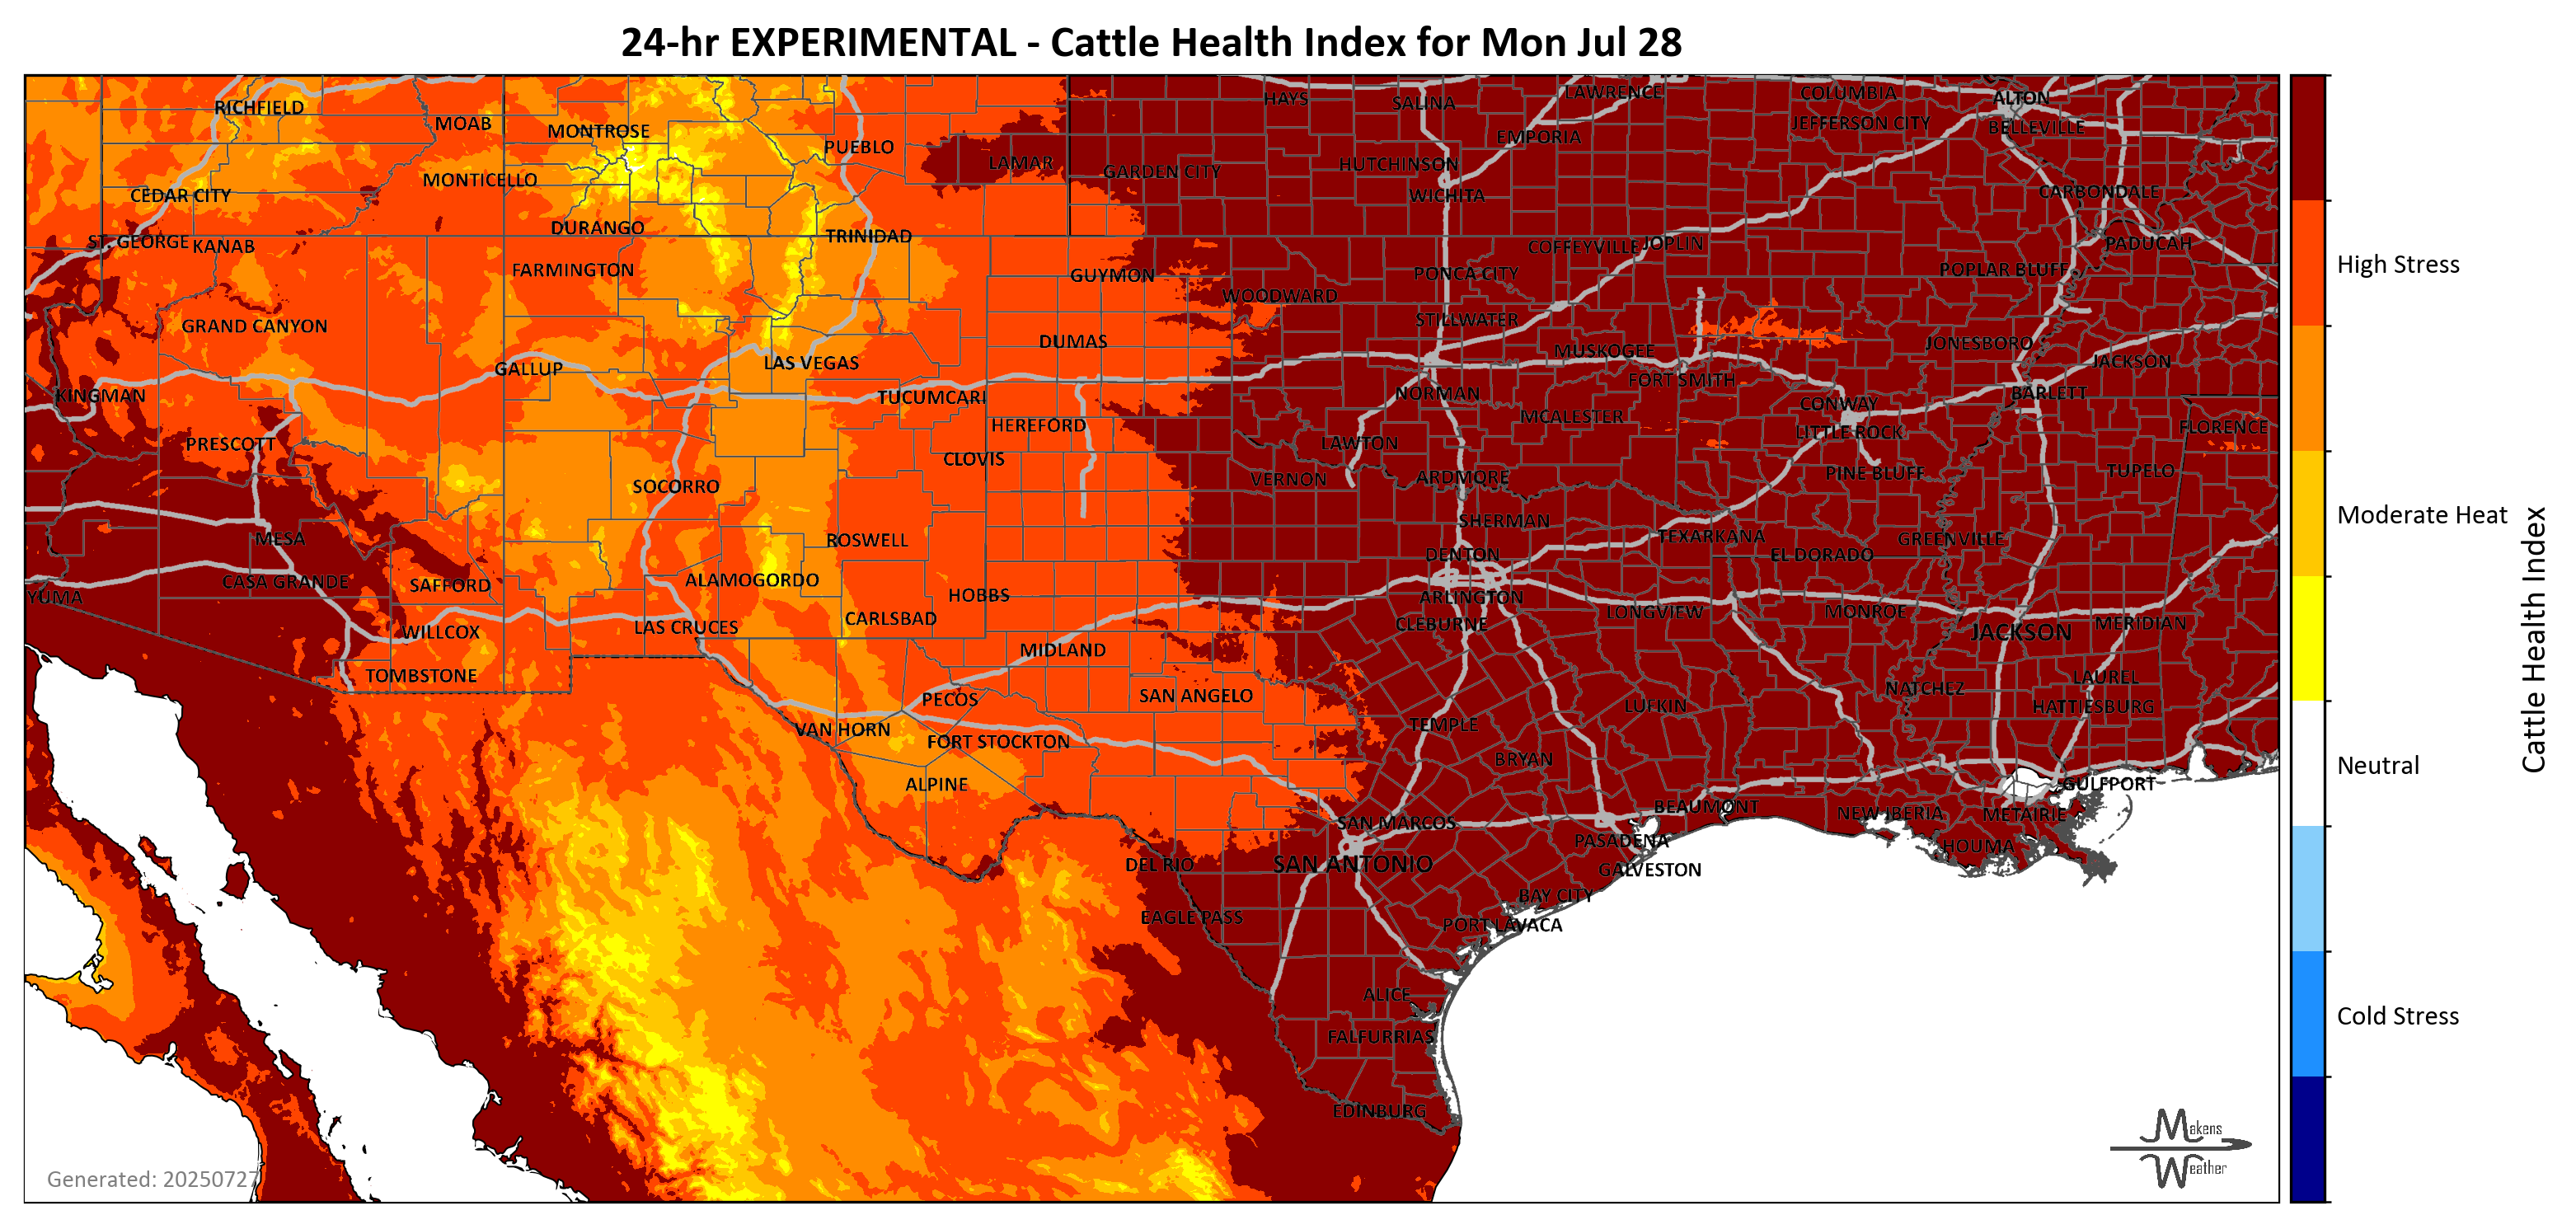 24-hr EXPERIMENTAL - Cattle Health Index for Mon Jul 28
RICHFIELD
MOAB
MONTROSE
PUEBLO
LAMAR
HAYS
SALINA
LAWRENCE
COLUMBIA
ALTON
JEFFERSON CITY
BELLEVILLE
EMPORIA
CEDAR CITY
MONTICELLO
GARDEN CITY
HUTCHINSON
WICHITA
CARBONDALE
ST. GEORGE
KANAB
DURANGO
TRINIDAD
COFFEYVILLE
JOPLIN
PADUCAH
FARMINGTON
GUYMON
PONCA CITY
POPLAR BLUFF
High Stress
WOODWARD
GRAND CANYON
DUMAS
STILLWATER
MUSKOGEE
JONESBORO
GALLUP
LAS VEGAS
FORT SMITH
JACKSON
KINGMAN
TUCUMCARI
NORMAN
CONWAY
BARLETT
PRESCOTT
HEREFORD
LAWTON
MCALESTER
LITTLE ROCK
FLORENCE
CLOVIS
SOCORRO
VERNON
ARDMORE
PINE BLUFF
TUPELO
Moderate Heat
MESA
ROSWELL
SHERMAN
TEXARKANA
GREENVILLE
DENTON
EL DORADO
CASA GRANDE
SAFFORD
ALAMOGORDO
YUMA
HOBBS
ARLINGTON
LONGVIEW
MONROE
WILLCOX
LAS CRUCES
CARLSBAD
CLEBURNE
JACKSON
MERIDIAN
TOMBSTONE
MIDLAND
LAUREL
PECOS
SAN ANGELO
NATCHEZ
VAN HORN
TEMPLE
LUFKIN
HATTIESBURG
FORT STOCKTON
BRYAN
Neutral
ALPINE
GULFPORT
SAN MARCOS
BEAUMONT
NEW IBERIA
METAIRIE
PASADENA
HOUMA
DEL RIO
SAN ANTONIO
GALVESTON
EAGLE PASS
BAY CITY
PORT LAVACA
ALICE
Cold Stress
FALFURRIAS
EDINBURG
Cattle Health Index
Makens
Weather
Generated: 20250727